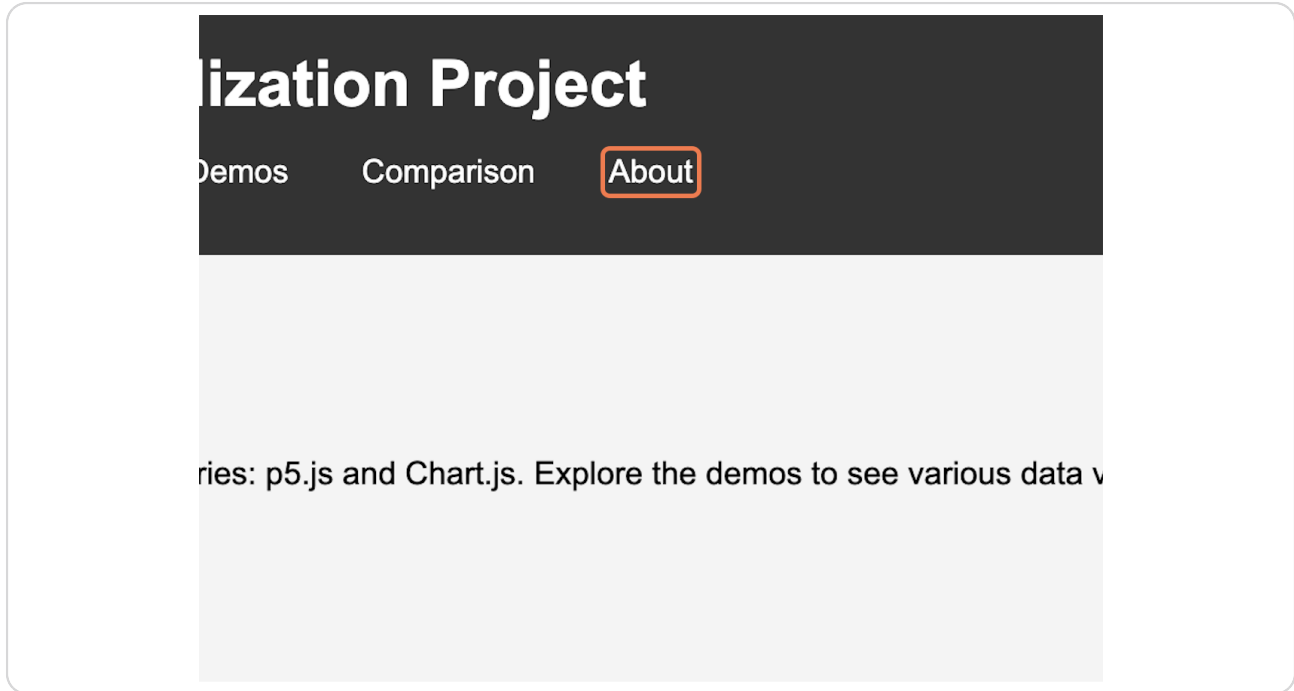 lization Project
Demos Comparison About
ries: p5.js and Chart.js. Explore the demos to see various data v